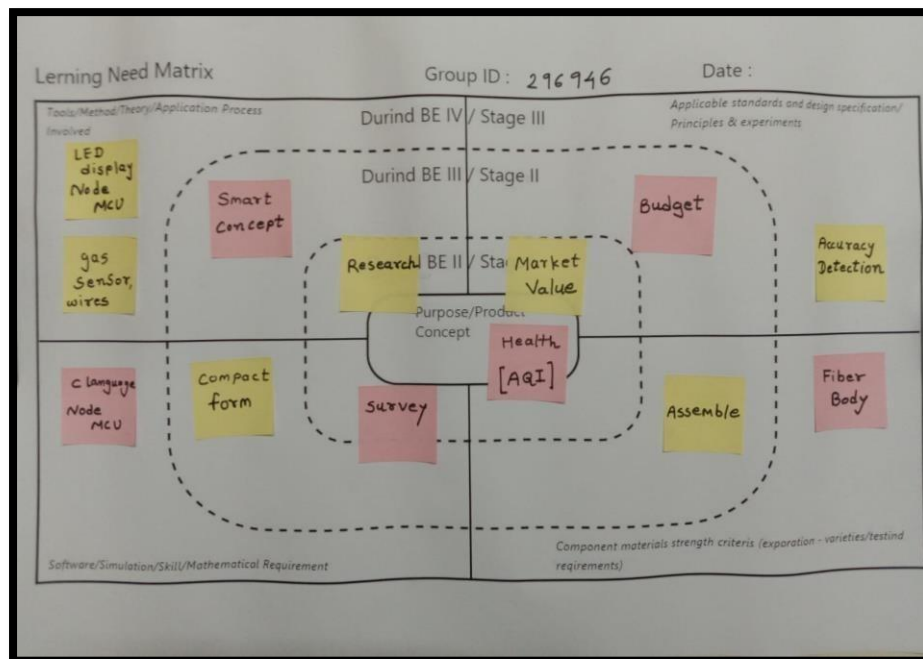 Lerning Need Matrix
Group ID : 296946
Date :
Tools/Method/Theory/Application Process
Involved
Durind BE IV / Stage III
Applicable standards and design specification/
Principles & experiments
LED
display
Node
MCU
Smart
Concept
Durind BE III / Stage II
Budget
gas
Sensor,
wires
Research
BE II / Sta
Market
Value
Accuracy
Detection
Purpose/Product
Concept
Health
[AQI]
C language
Node
MCU
Compact
form
Survey
Assemble
Fiber
Body
Software/Simulation/Skill/Mathematical Requirement
Component materials strength criteris (exporation - varieties/testind
reqirements)